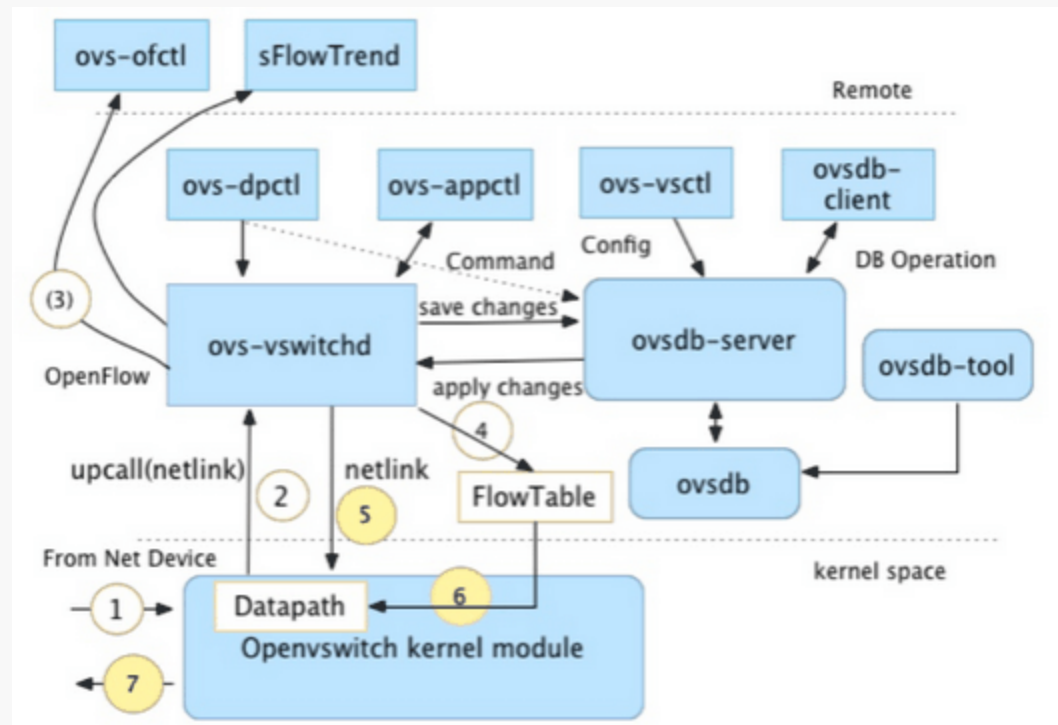 ovs-ofctl
sFlowTrend
Remote
ovs-dpctl
ovs-appctl
ovs-vsctl
ovsdb-
client
Config
Command
DB Operation
(3)
save changes
ovs-vswitchd
ovsdb-server
ovsdb-tool
OpenFlow
apply changes
4
upcall(netlink)
2
netlink
5
FlowTable
ovsdb
From Net Device
kernel space
1
Datapath
6
Openvswitch kernel module
7